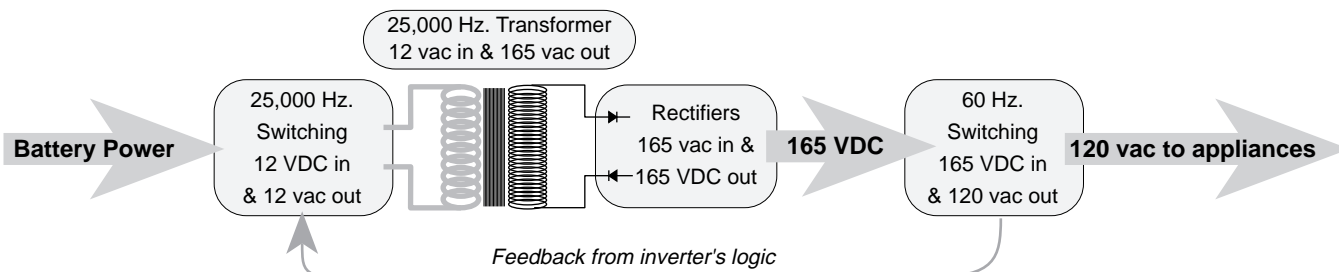 25,000 Hz. Transformer
12 vac in & 165 vac out
Battery Power
25,000 Hz.
Switching
12 VDC in
& 12 vac out
Rectifiers
165 vac in &
165 VDC out
165 VDC
60 Hz.
Switching
165 VDC in
& 120 vac out
120 vac to appliances
Feedback from inverter's logic